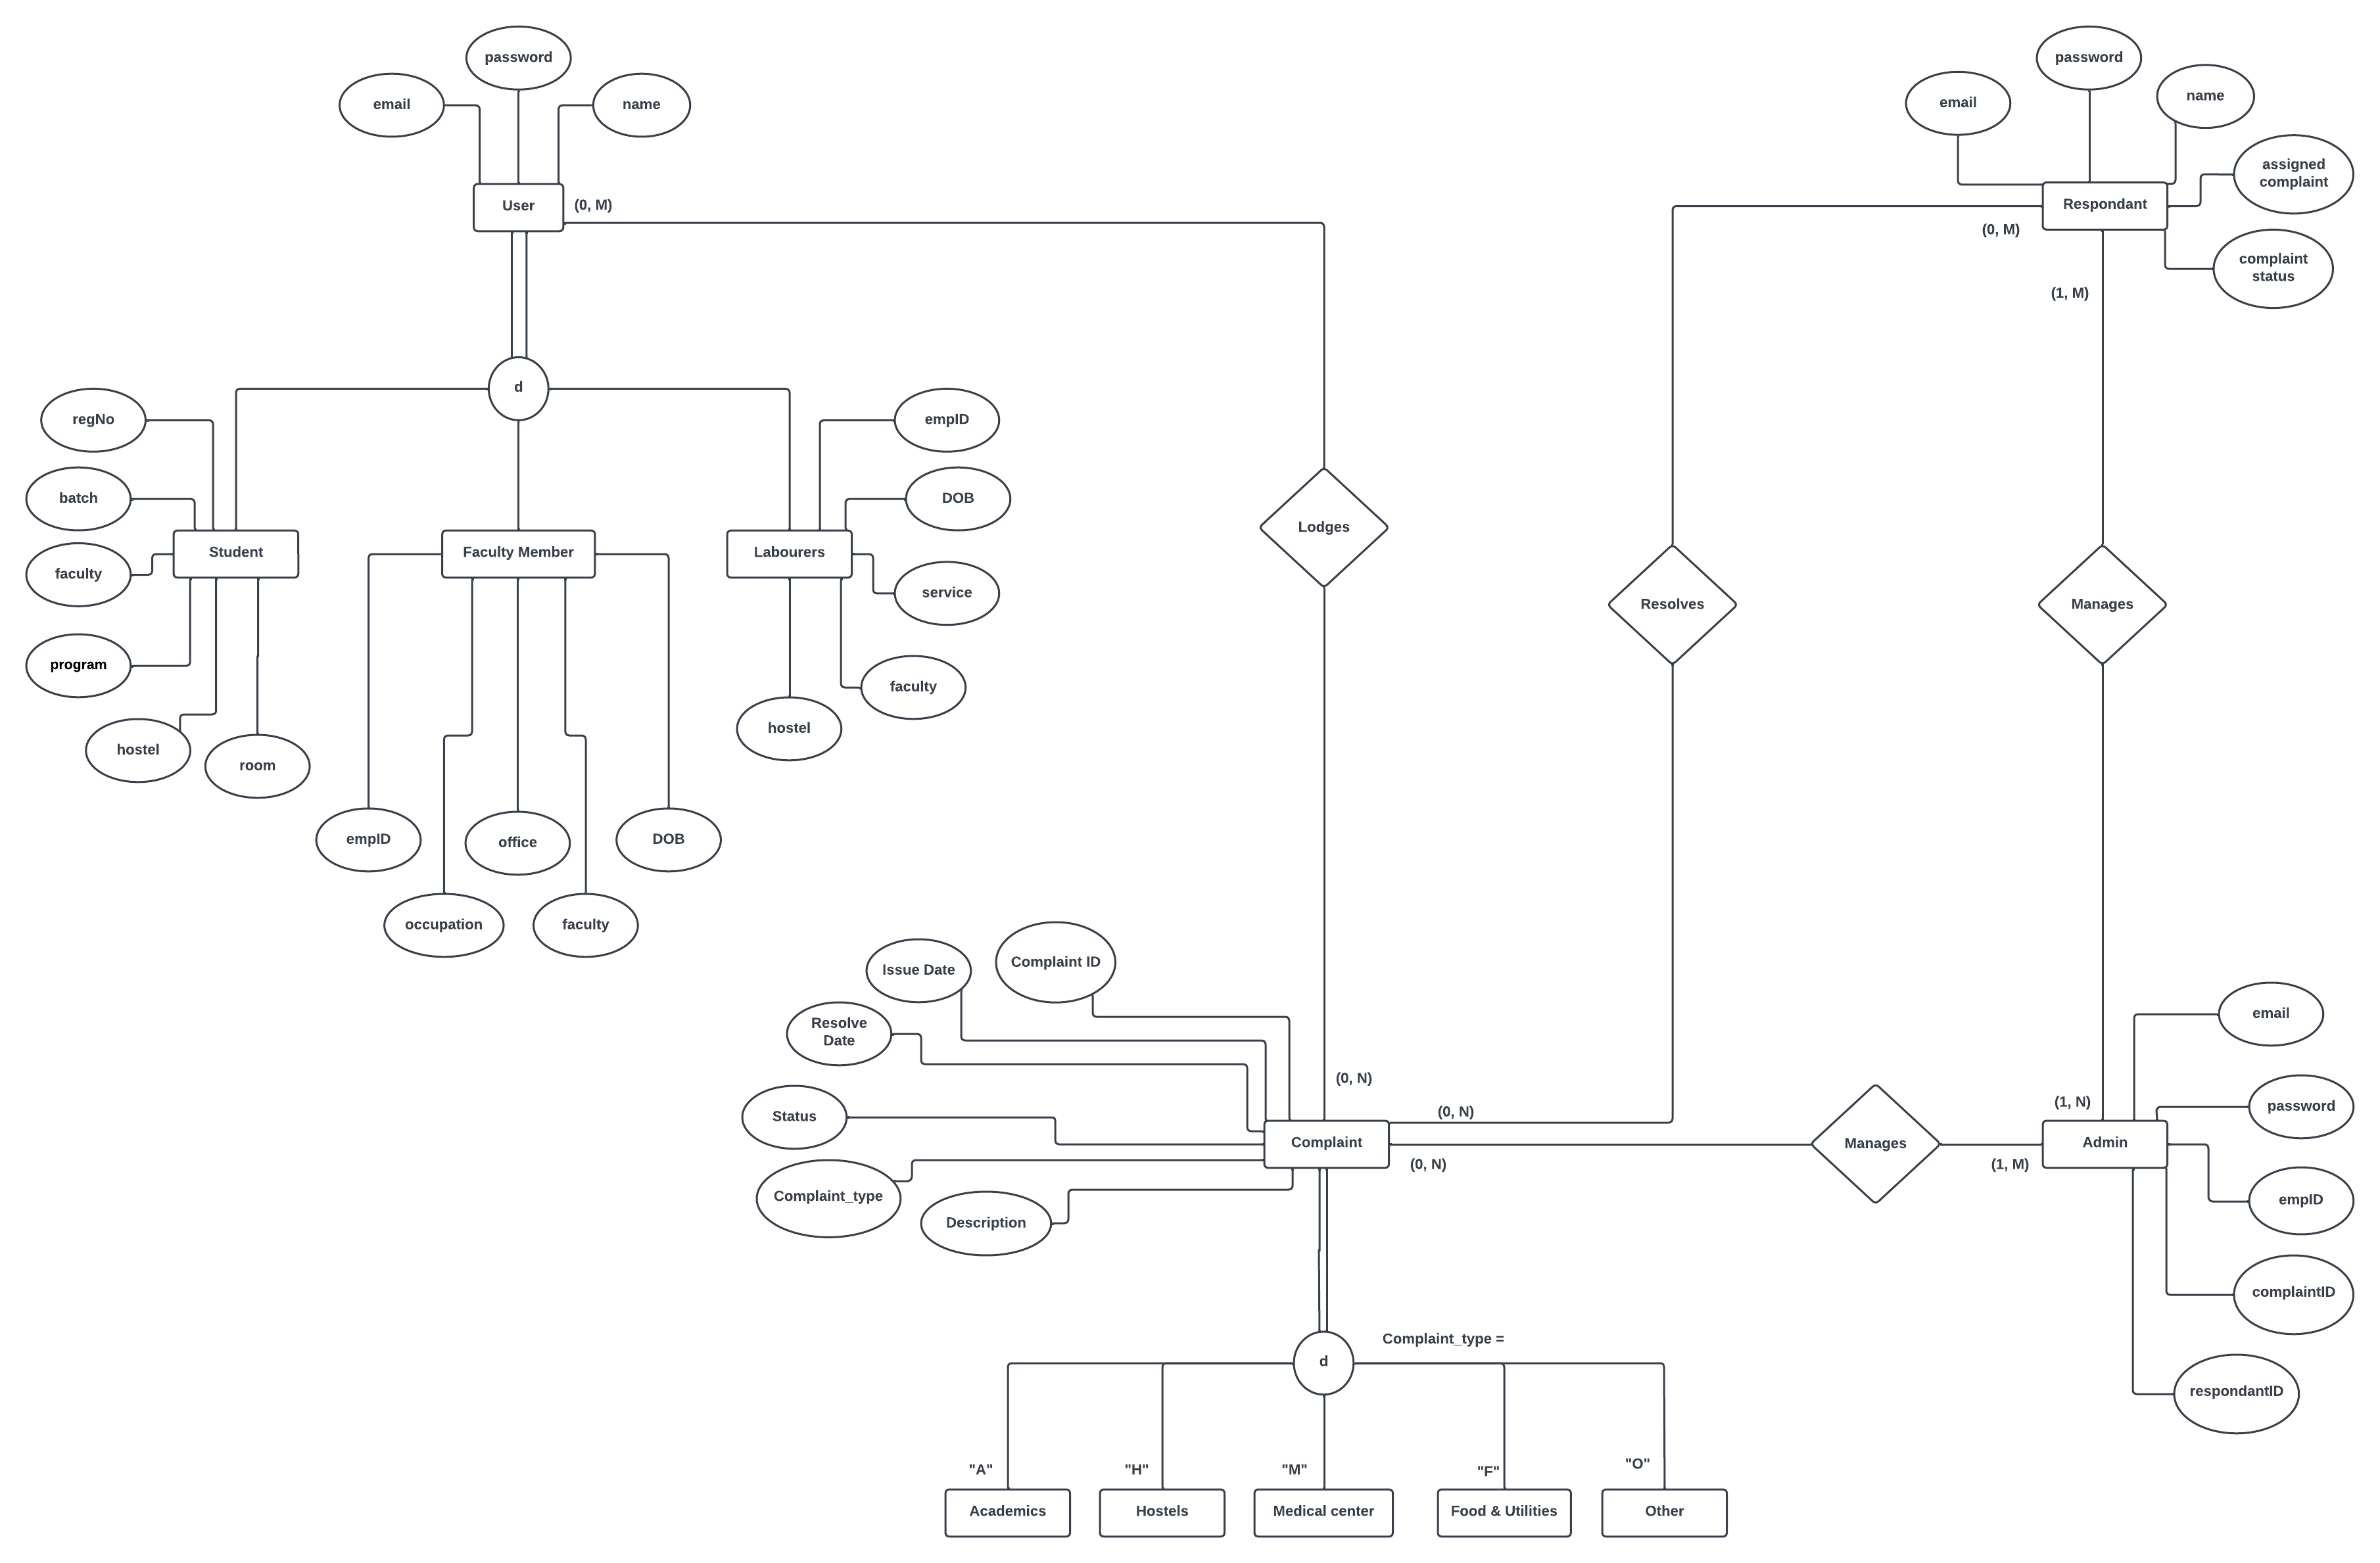 password
email
name
User
(0, M)
password
email
name
assigned
complaint
Respondant
(0, M)
complaint
status
(1, M)
d
regNo
batch
Student
faculty
program
hostel
room
Faculty Member
empID
office
DOB
occupation
faculty
empID
DOB
Labourers
service
faculty
hostel
Lodges
Resolves
Manages
Issue Date
Complaint ID
Resolve
Date
Status
Complaint_type
Description
(0, N)
(0, N)
Complaint
(0, N)
Manages
(1, N)
Admin
(1, M)
email
password
empID
complaintID
respondantID
d
Complaint_type =
"A"
"H"
"M"
"F"
"O"
Academics
Hostels
Medical center
Food & Utilities
Other